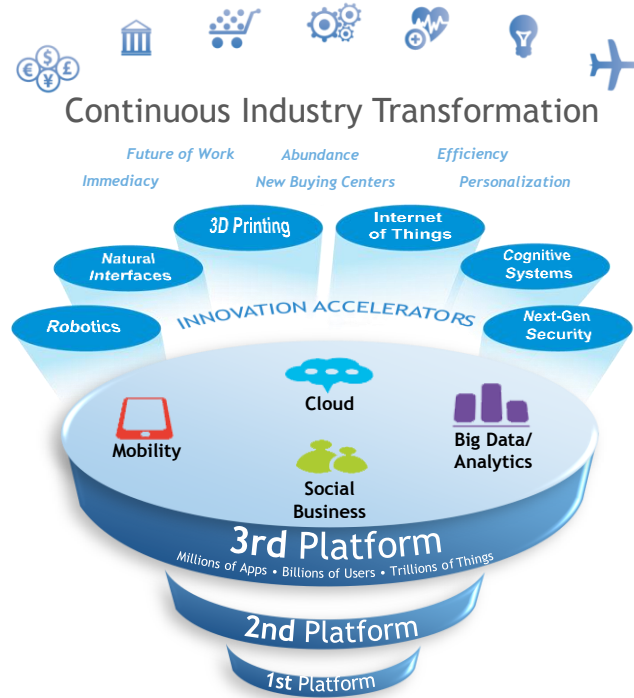 $
€ £
¥
Continuous Industry Transformation
Future of Work Abundance Efficiency
Immediacy New Buying Centers Personalization
3D Printing
Internet
of Things
Natural
Interfaces
Cognitive
Systems
Robotics
INNOVATION ACCELERATORS
Next-Gen
Security
Cloud
Mobility
Big Data/
Analytics
Social
Business
3rd Platform
Millions of Apps • Billions of Users • Trillions of Things
2nd Platform
1st Platform